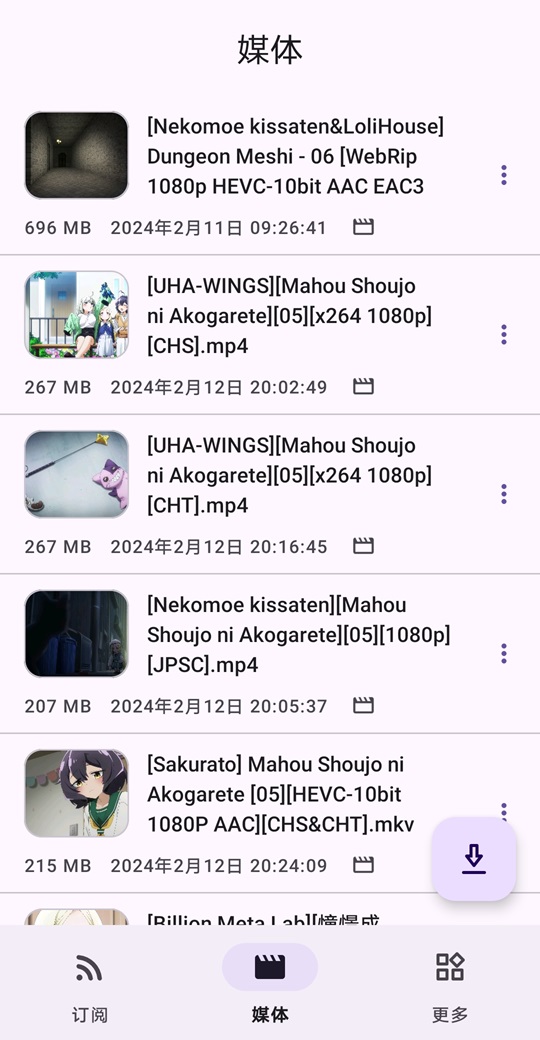 媒体
[Nekomoe kissaten&LoliHouse]
Dungeon Meshi - 06 [WebRip
1080p HEVC-10bit AAC EAC3
696 MB 2024年2月11日 09:26:41
[UHA-WINGS][Mahou Shoujo
ni Akogarete][05][x264 1080p]
[CHS].mp4
267 MB 2024年2月12日 20:02:49
[UHA-WINGS][Mahou Shoujo
ni Akogarete][05][x264 1080p]
[CHT].mp4
267 MB 2024年2月12日 20:16:45
[Nekomoe kissaten][Mahou
Shoujo ni Akogarete][05][1080p]
[JPSC].mp4
207 MB 2024年2月12日 20:05:37
[Sakurato] Mahou Shoujo ni
Akogarete [05][HEVC-10bit
1080P AAC][CHS&CHT].mkv
215 MB 2024年2月12日 20:24:09
[Billion Meta Lab][憧憬成
订阅
媒体
更多